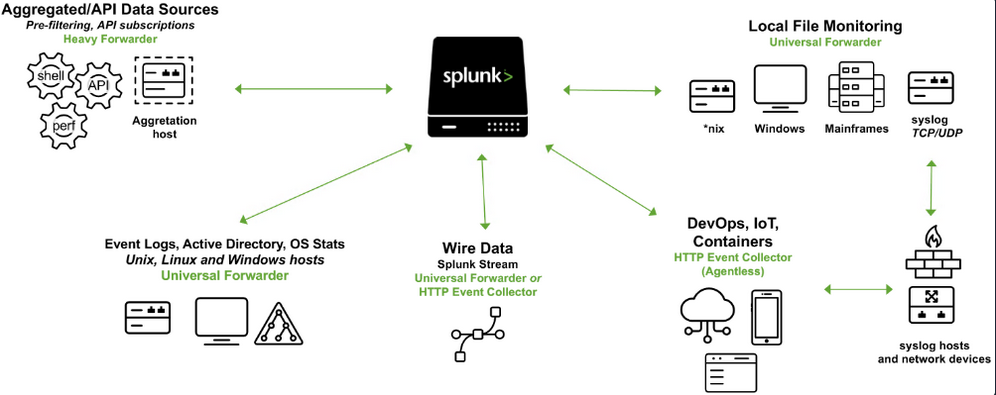 Aggregated/API Data Sources
Pre-filtering, API subscriptions
Heavy Forwarder
shell
API
perf
Aggretation
host
splunk>
Local File Monitoring
Universal Forwarder
*nix
Windows
Mainframes
syslog
TCP/UDP
Event Logs, Active Directory, OS Stats
Unix, Linux and Windows hosts
Universal Forwarder
Wire Data
Splunk Stream
Universal Forwarder or
HTTP Event Collector
DevOps, IoT,
Containers
HTTP Event Collector
(Agentless)
syslog hosts
and network devices